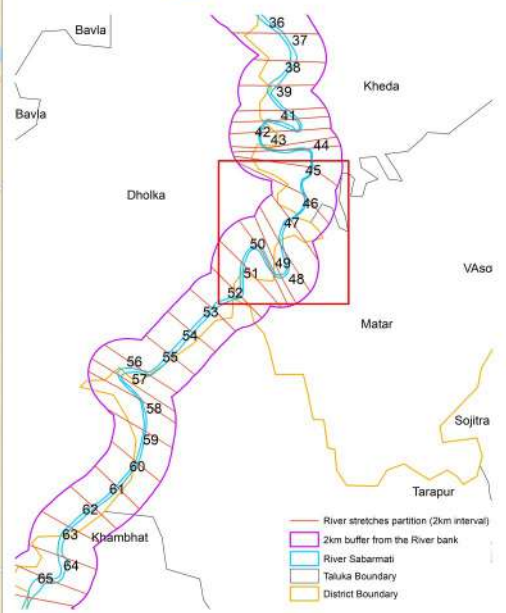 36
Bavla
37
38
Kheda
39
41
Bavla
42
43
44
45
Dholka
46
47
50
49
VAso
51
48
52
53
Matar
54
55
56
57
58
Sojitra
59
60
Tarapur
61
62
River stretches partition (2km interval)
63
Khambhat
2km buffer from the River bank
River Sabarmati
64
Taluka Boundary
65
District Boundary